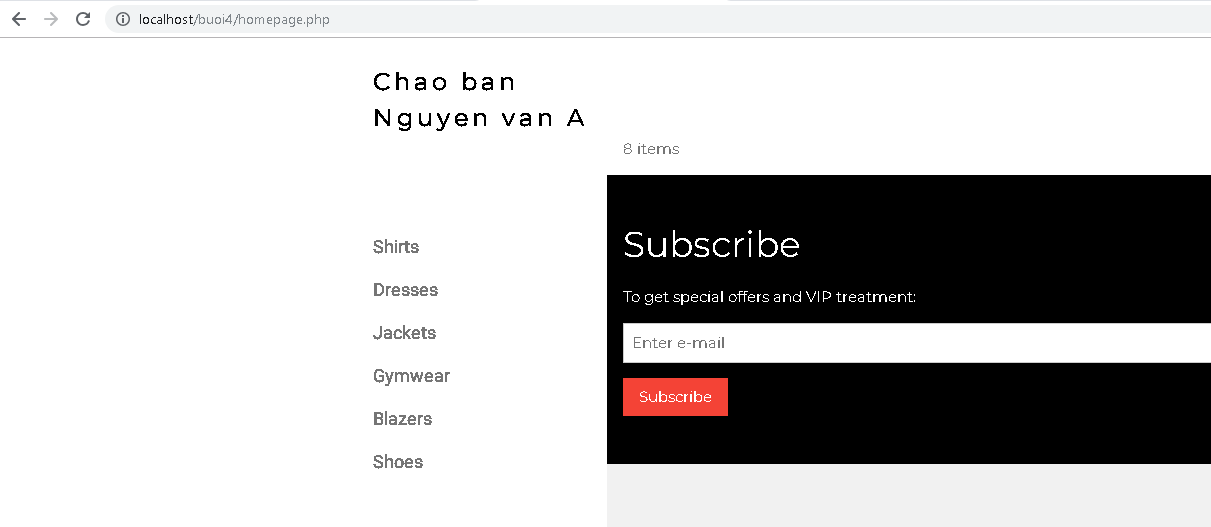 localhost/buoi4/homepage.php
Chao ban
Nguyen van A
8 items
Shirts
Dresses
Jackets
Gymwear
Blazers
Shoes
Subscribe
To get special offers and VIP treatment:
Enter e-mail
Subscribe